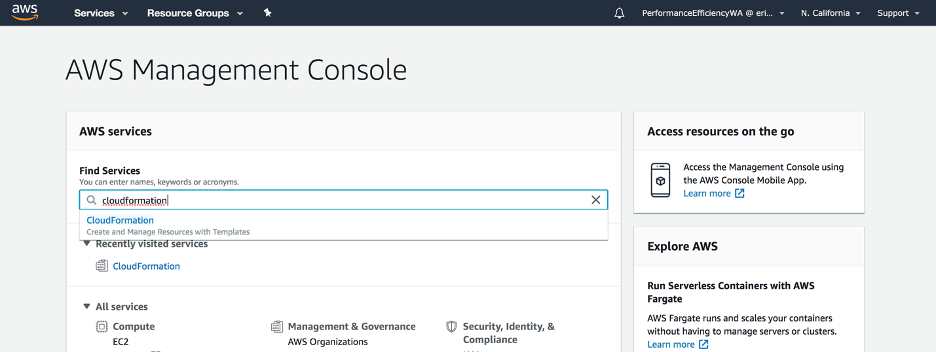 aws
Services
Resource Groups
PerformanceEfficiencyWA @ eri...
N. California
Support
AWS Management Console
AWS services
Find Services
You can enter names, keywords or acronyms.
cloudformation
CloudFormation
Create and Manage Resources with Templates
Recently visited services
CloudFormation
All services
Compute
EC2
Management & Governance
AWS Organizations
Security, Identity, &
Compliance
Access resources on the go
Access the Management Console using
the AWS Console Mobile App.
Learn more
Explore AWS
Run Serverless Containers with AWS
Fargate
AWS Fargate runs and scales your containers
without having to manage servers or clusters.
Learn more